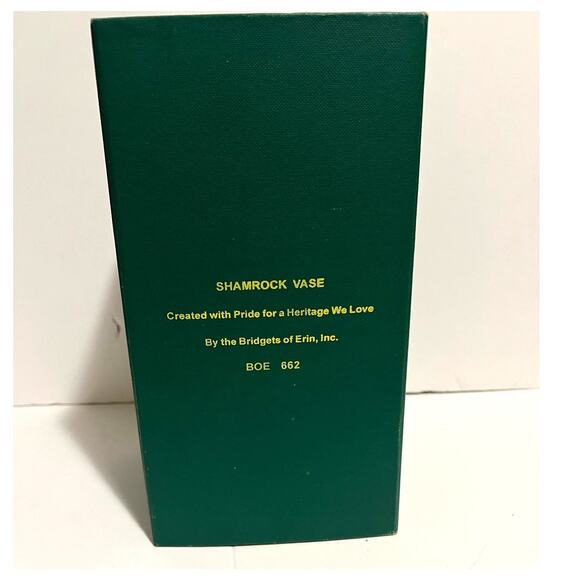 SHAMROCK VASE
Created with Pride for a Heritage We Love
By the Bridgets of Erin, Inc.
BOE 662